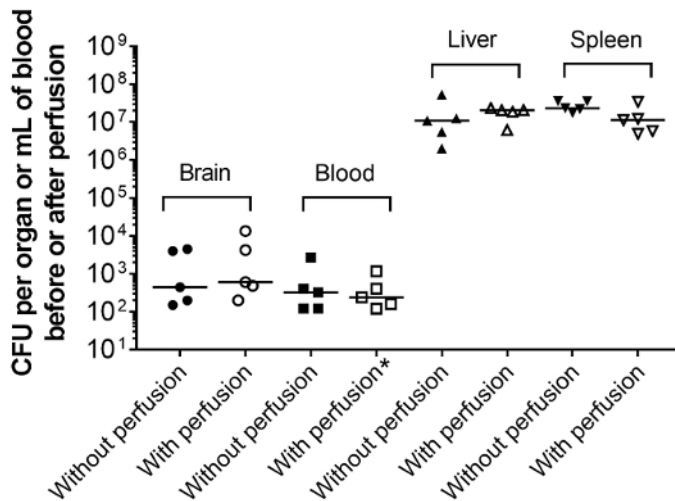 CFU per organ or mL of blood
before or after perfusion
10⁹
10⁸
10⁷
10⁶
10⁵
10⁴
10³
10²
10¹
Brain
Blood
Liver
Spleen
Without perfusion
With perfusion
Without perfusion
With perfusion*
Without perfusion
With perfusion
Without perfusion
With perfusion